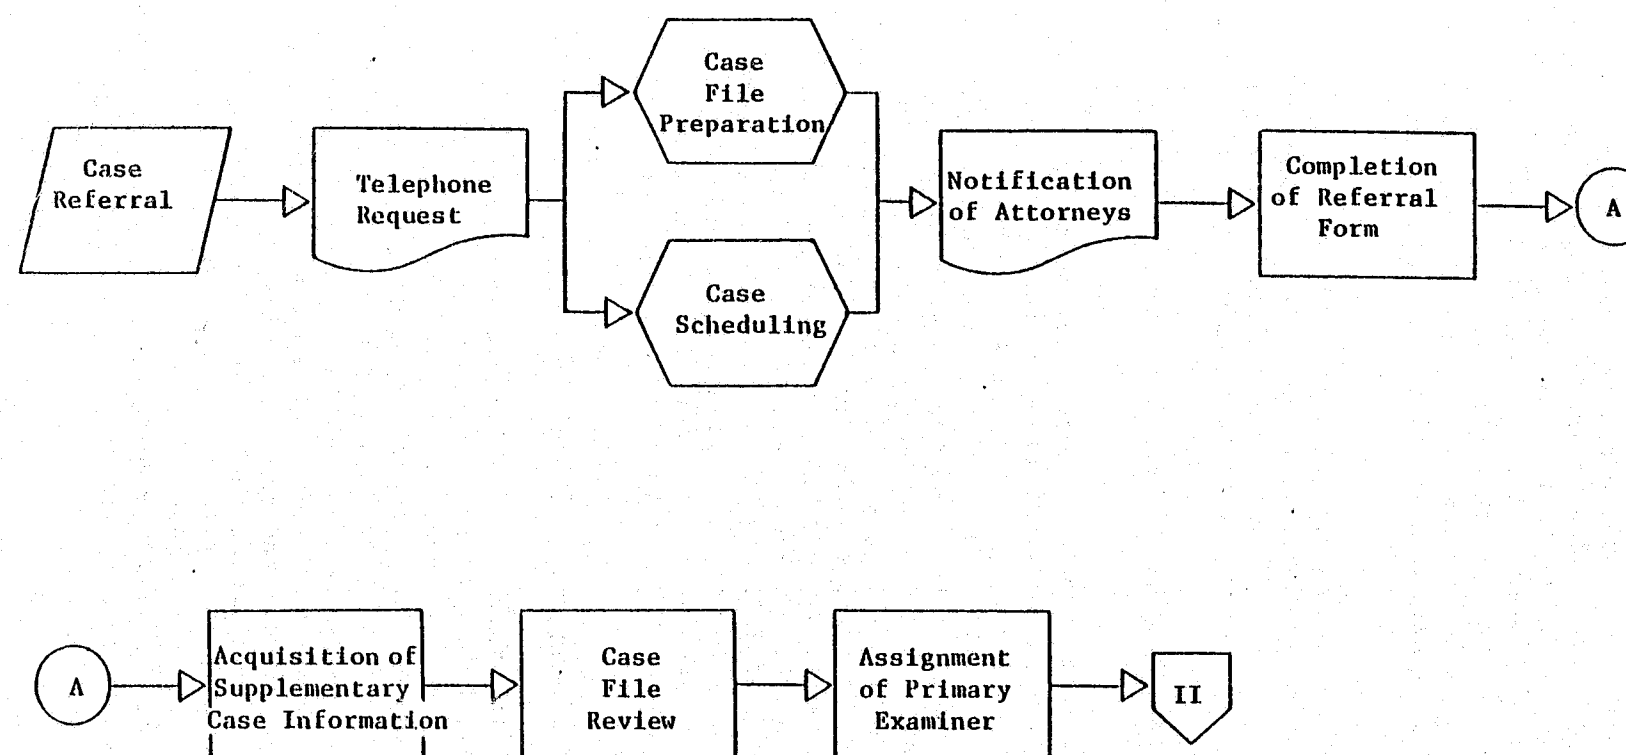 Case
Referral
Telephone
Request
Case
File
Preparation
Case
Scheduling
Notification
of Attorneys
Completion
of Referral
Form
A
A
Acquisition of
Supplementary
Case Information
Case
File
Review
Assignment
of Primary
Examiner
II